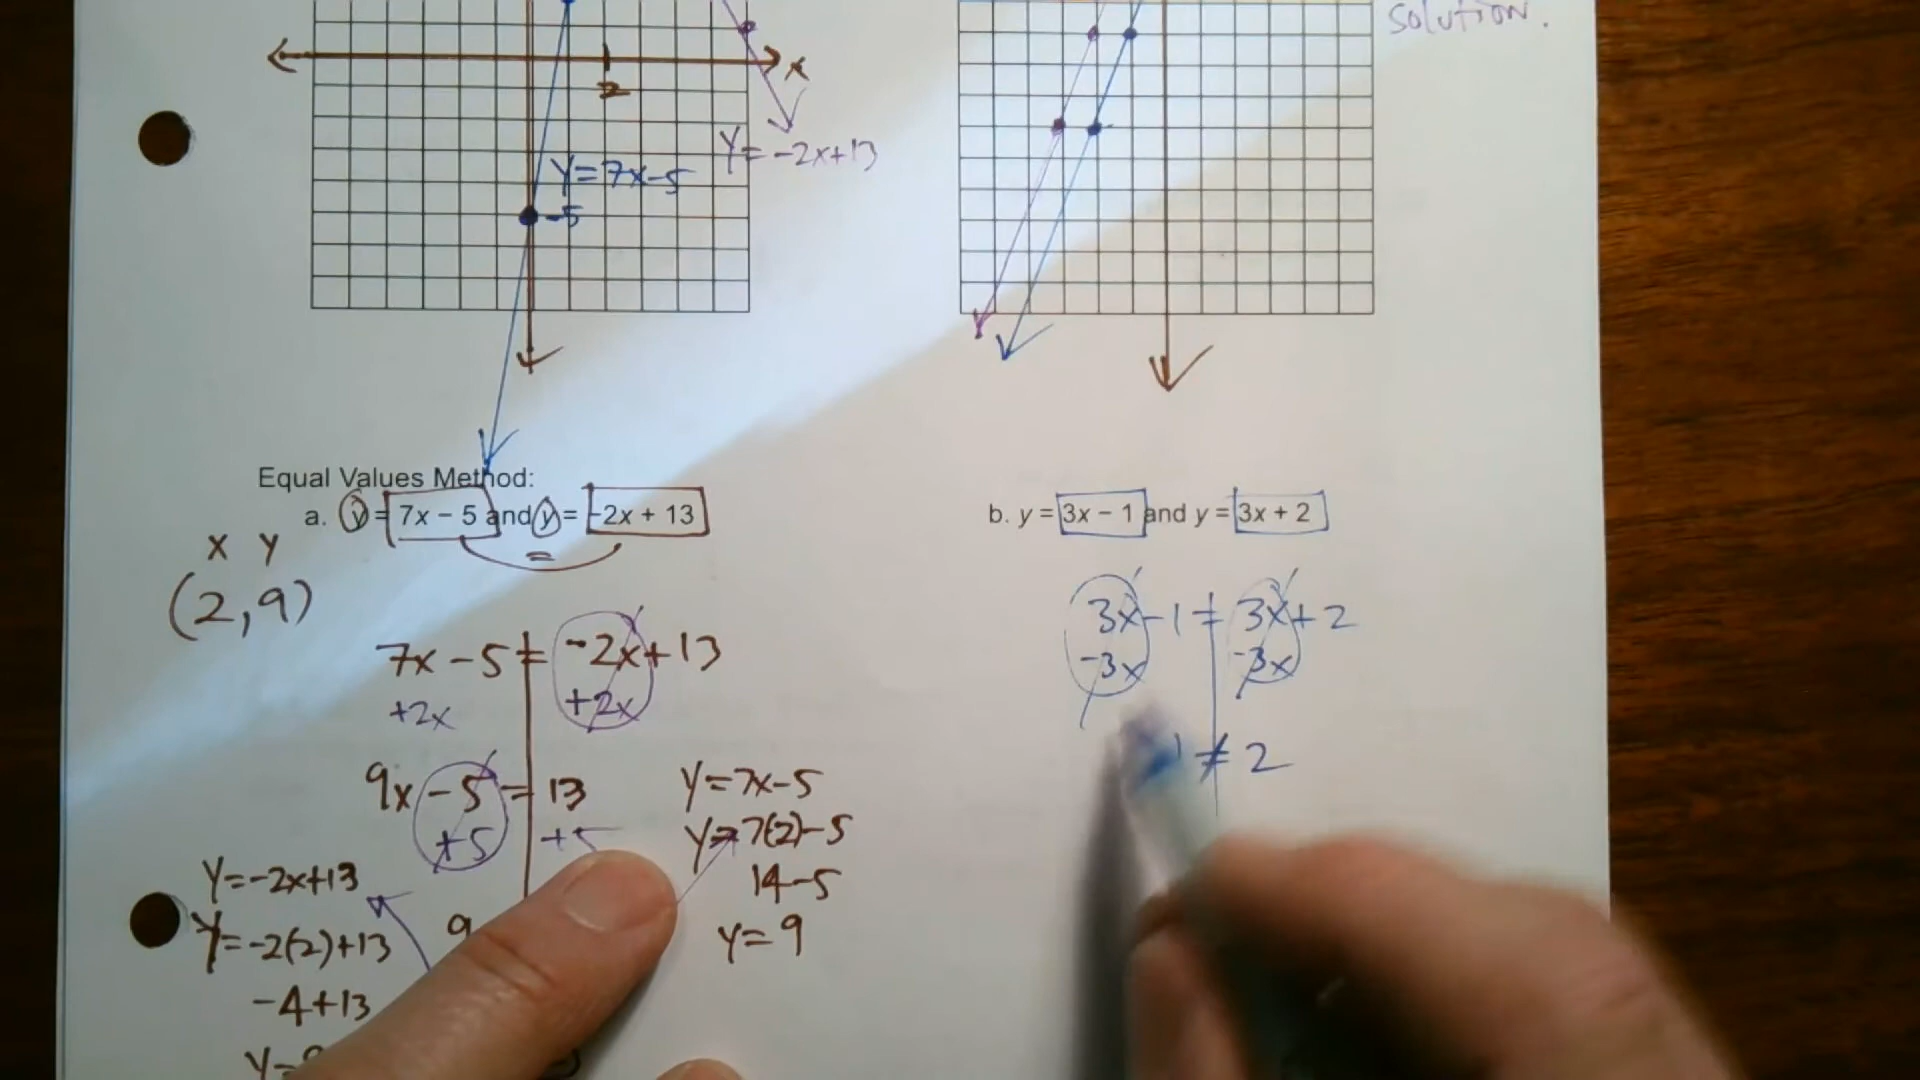 solution.
x
2
y = -2x+13
y = 7x-5
-5
Equal Values Method:
a. y = 7x − 5 and y = -2x + 13
=
x y
(2,9)
7x - 5 = -2x + 13
+2x +2x
9x - 5 = 13
+5 +5
9
y = 7x-5
y = 7(2)-5
14-5
y = 9
y = -2x+13
y = -2(2)+13
-4+13
b. y = 3x − 1 and y = 3x + 2
3x - 1 = 3x + 2
-3x -3x
1 ≠ 2